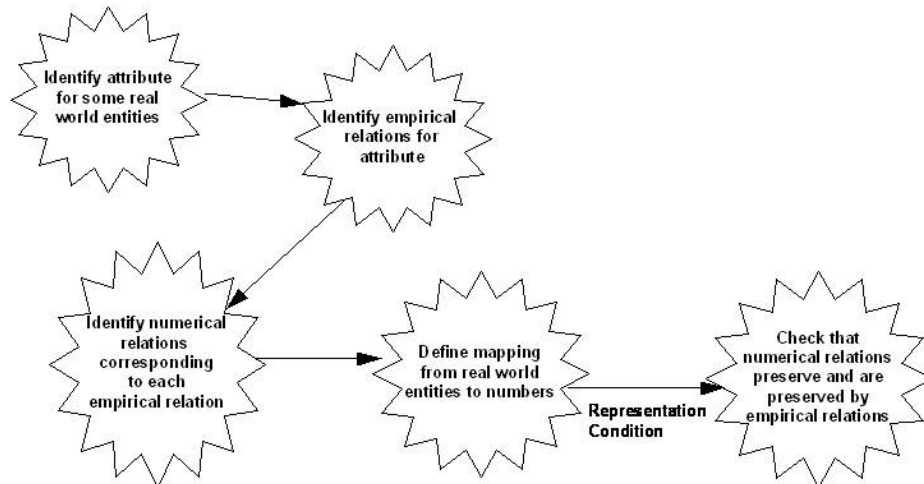 Identify attribute
for some real
world entities
Identify empirical
relations for
attribute
Identify numerical
relations
corresponding
to each
empirical relation
Define mapping
from real world
entities to numbers
Representation
Condition
Check that
numerical relations
preserve and are
preserved by
empirical relations